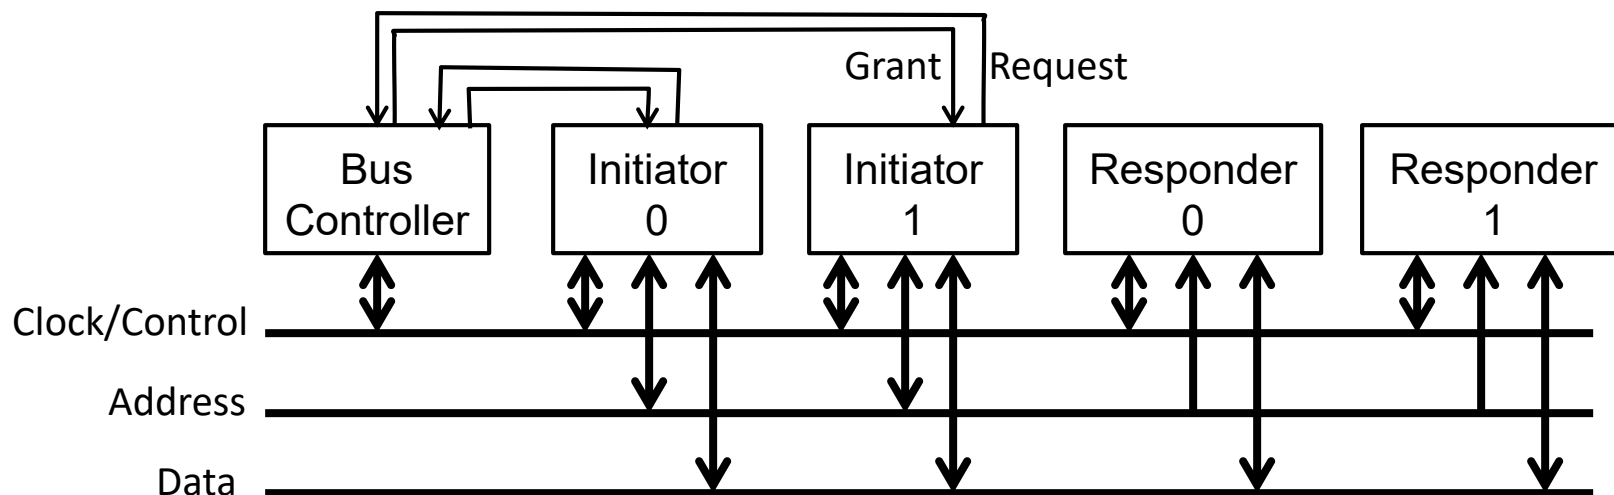 Grant Request
Bus
Controller
Initiator
0
Initiator
1
Responder
0
Responder
1
Clock/Control
Address
Data